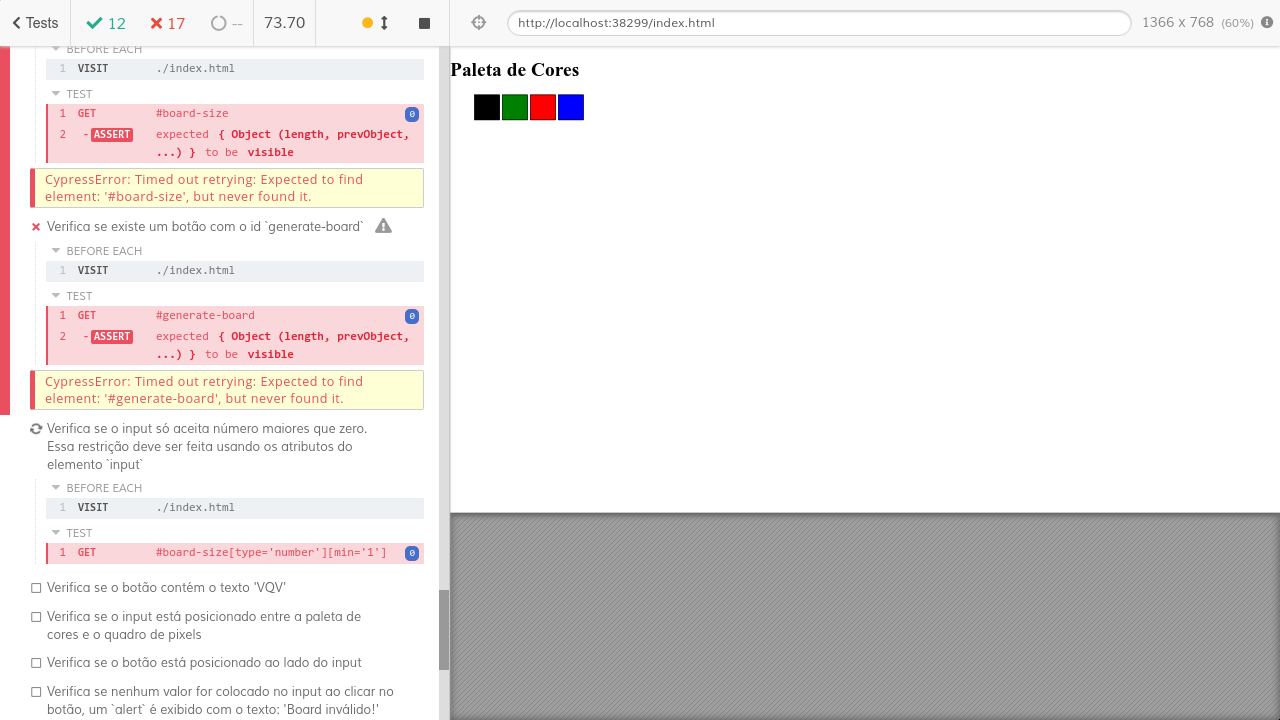 Tests
12
17
--
73.70
http://localhost:38299/index.html
1366 x 768 (60%)
BEFORE EACH
1 VISIT ./index.html
TEST
1 GET #board-size 0
2 -ASSERT expected { Object (length, prevObject,
...) } to be visible
CypressError: Timed out retrying: Expected to find
element: '#board-size', but never found it.
Verifica se existe um botão com o id `generate-board`
BEFORE EACH
1 VISIT ./index.html
TEST
1 GET #generate-board 0
2 -ASSERT expected { Object (length, prevObject,
...) } to be visible
CypressError: Timed out retrying: Expected to find
element: '#generate-board', but never found it.
Verifica se o input só aceita número maiores que zero.
Essa restrição deve ser feita usando os atributos do
elemento `input`
BEFORE EACH
1 VISIT ./index.html
TEST
1 GET #board-size[type='number'][min='1'] 0
Verifica se o botão contém o texto 'VQV'
Verifica se o input está posicionado entre a paleta de
cores e o quadro de pixels
Verifica se o botão está posicionado ao lado do input
Verifica se nenhum valor for colocado no input ao clicar no
botão, um `alert` é exibido com o texto: 'Board inválido!'
Paleta de Cores